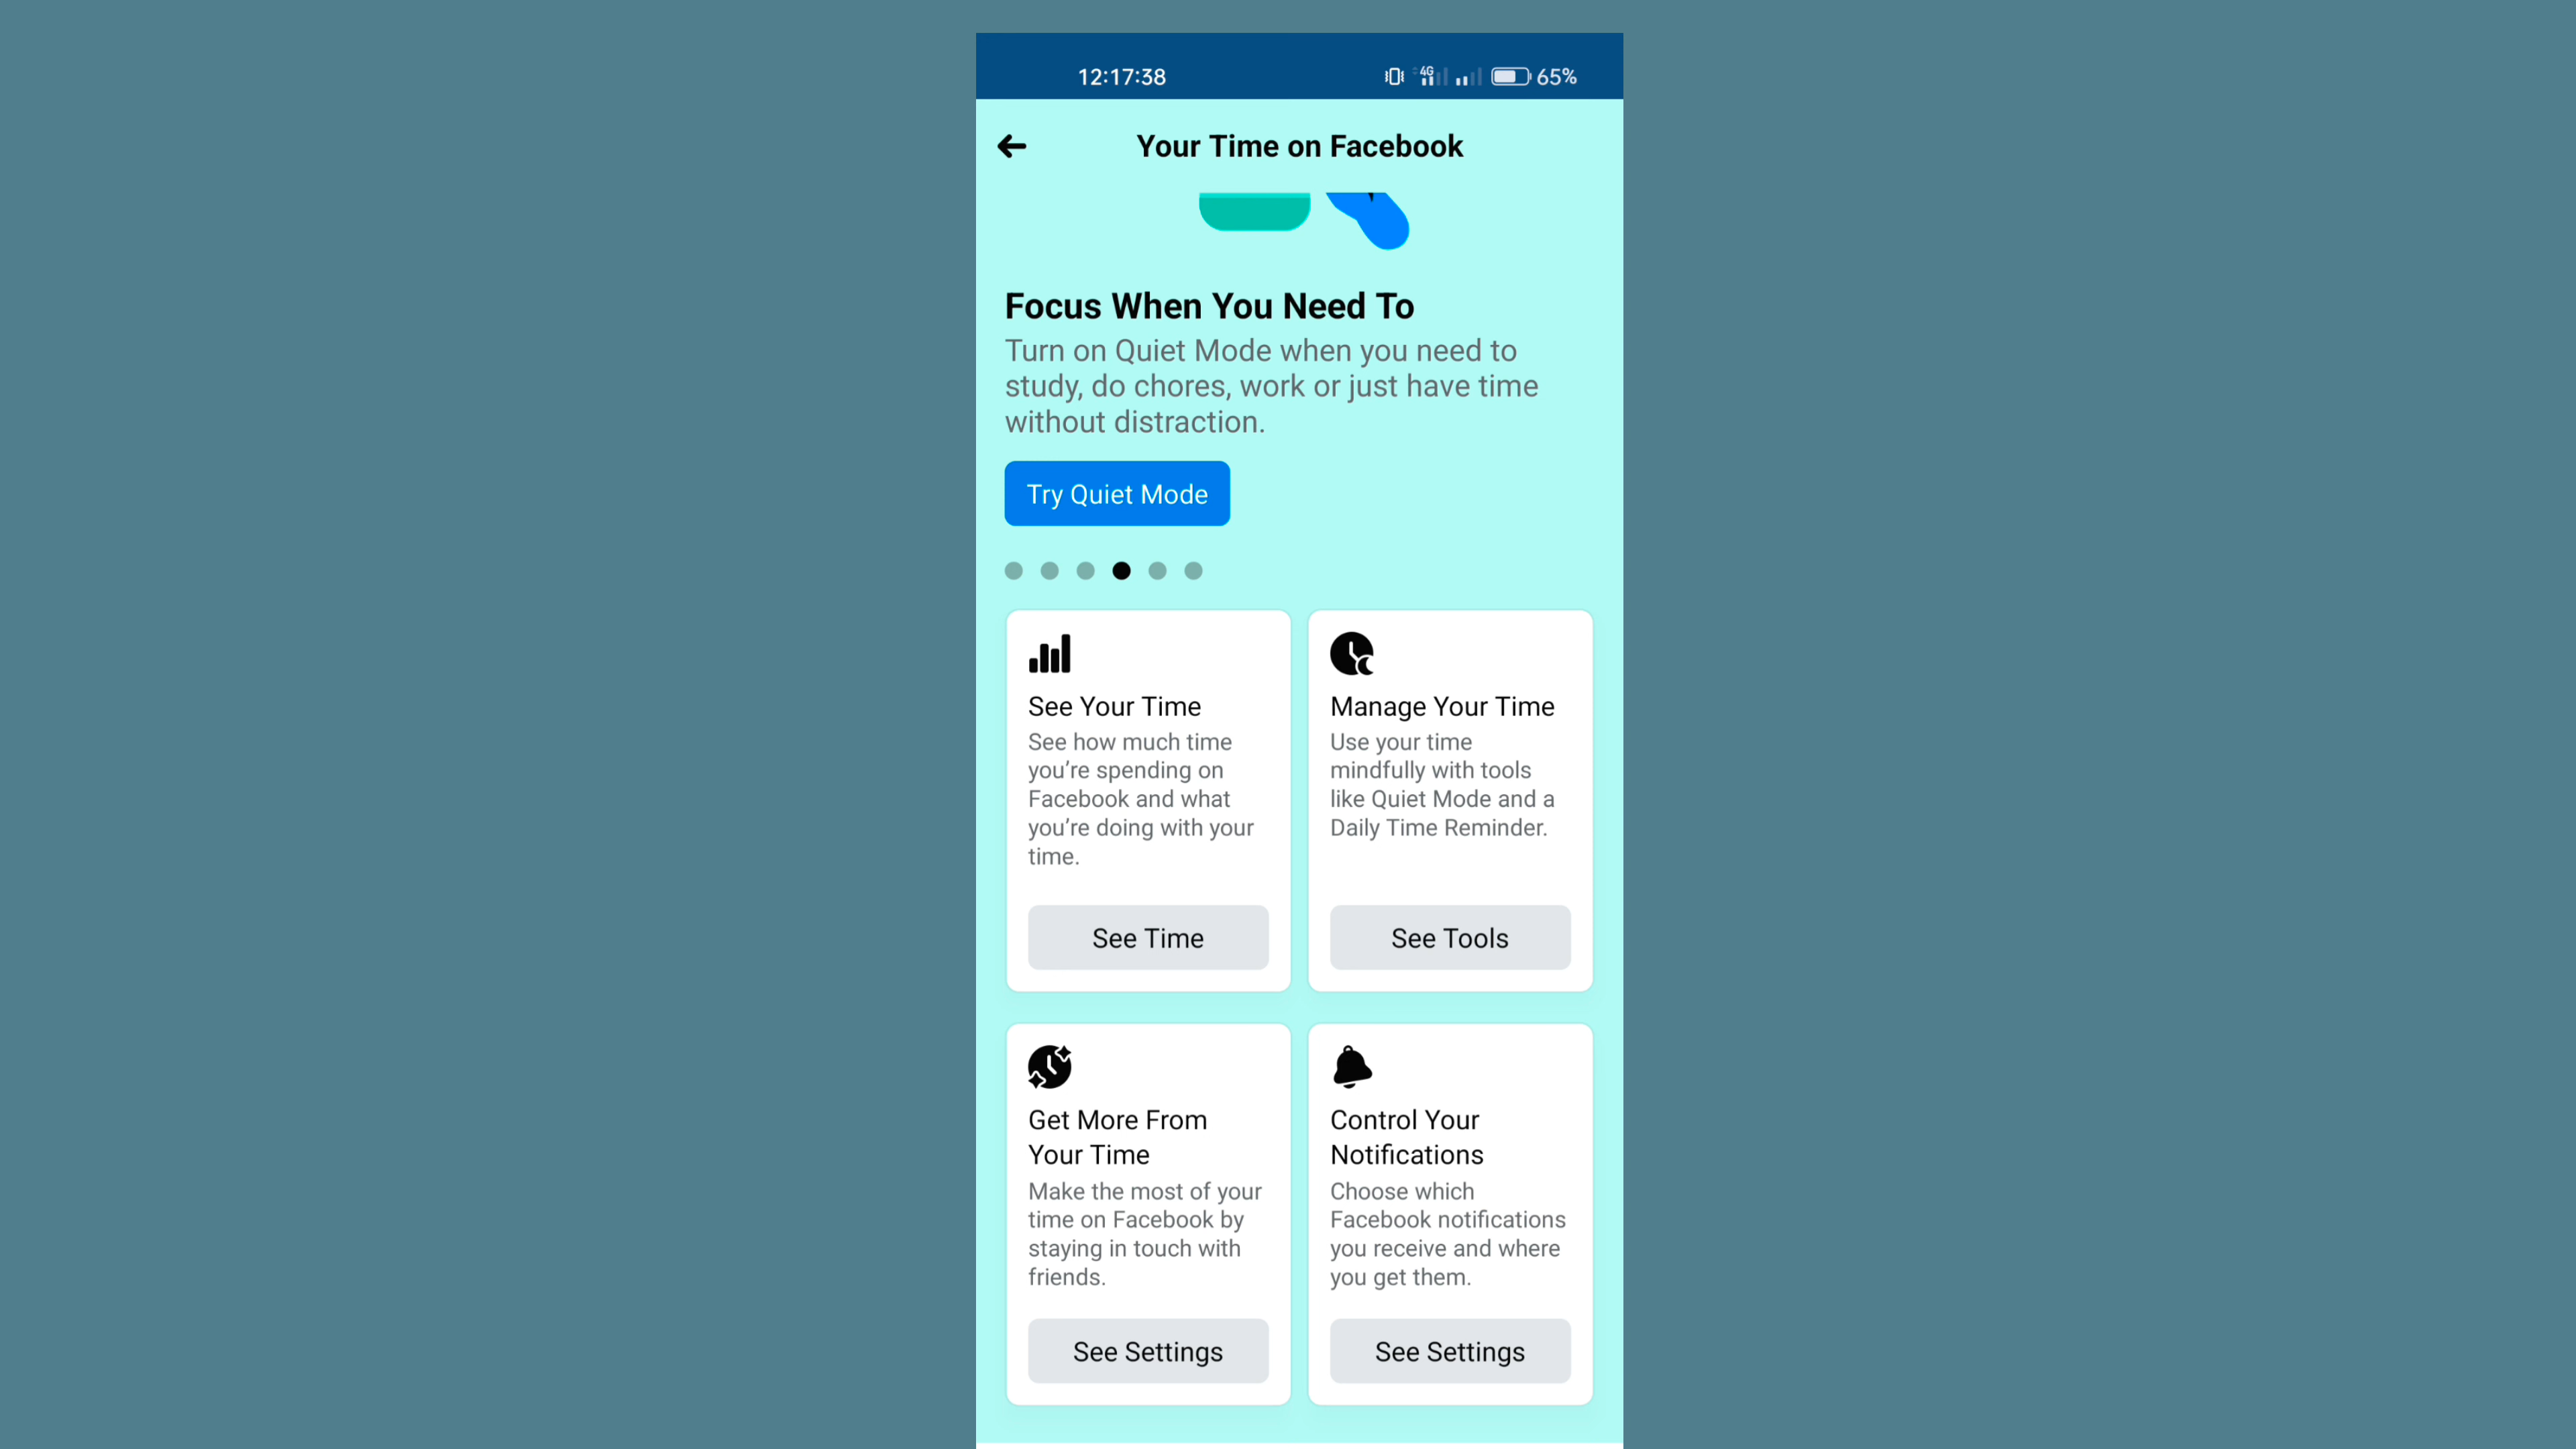 12:17:38
4G
65%
Your Time on Facebook
Focus When You Need To
Turn on Quiet Mode when you need to
study, do chores, work or just have time
without distraction.
Try Quiet Mode
See Your Time
See how much time
you’re spending on
Facebook and what
you’re doing with your
time.
See Time
Manage Your Time
Use your time
mindfully with tools
like Quiet Mode and a
Daily Time Reminder.
See Tools
Get More From
Your Time
Make the most of your
time on Facebook by
staying in touch with
friends.
See Settings
Control Your
Notifications
Choose which
Facebook notifications
you receive and where
you get them.
See Settings